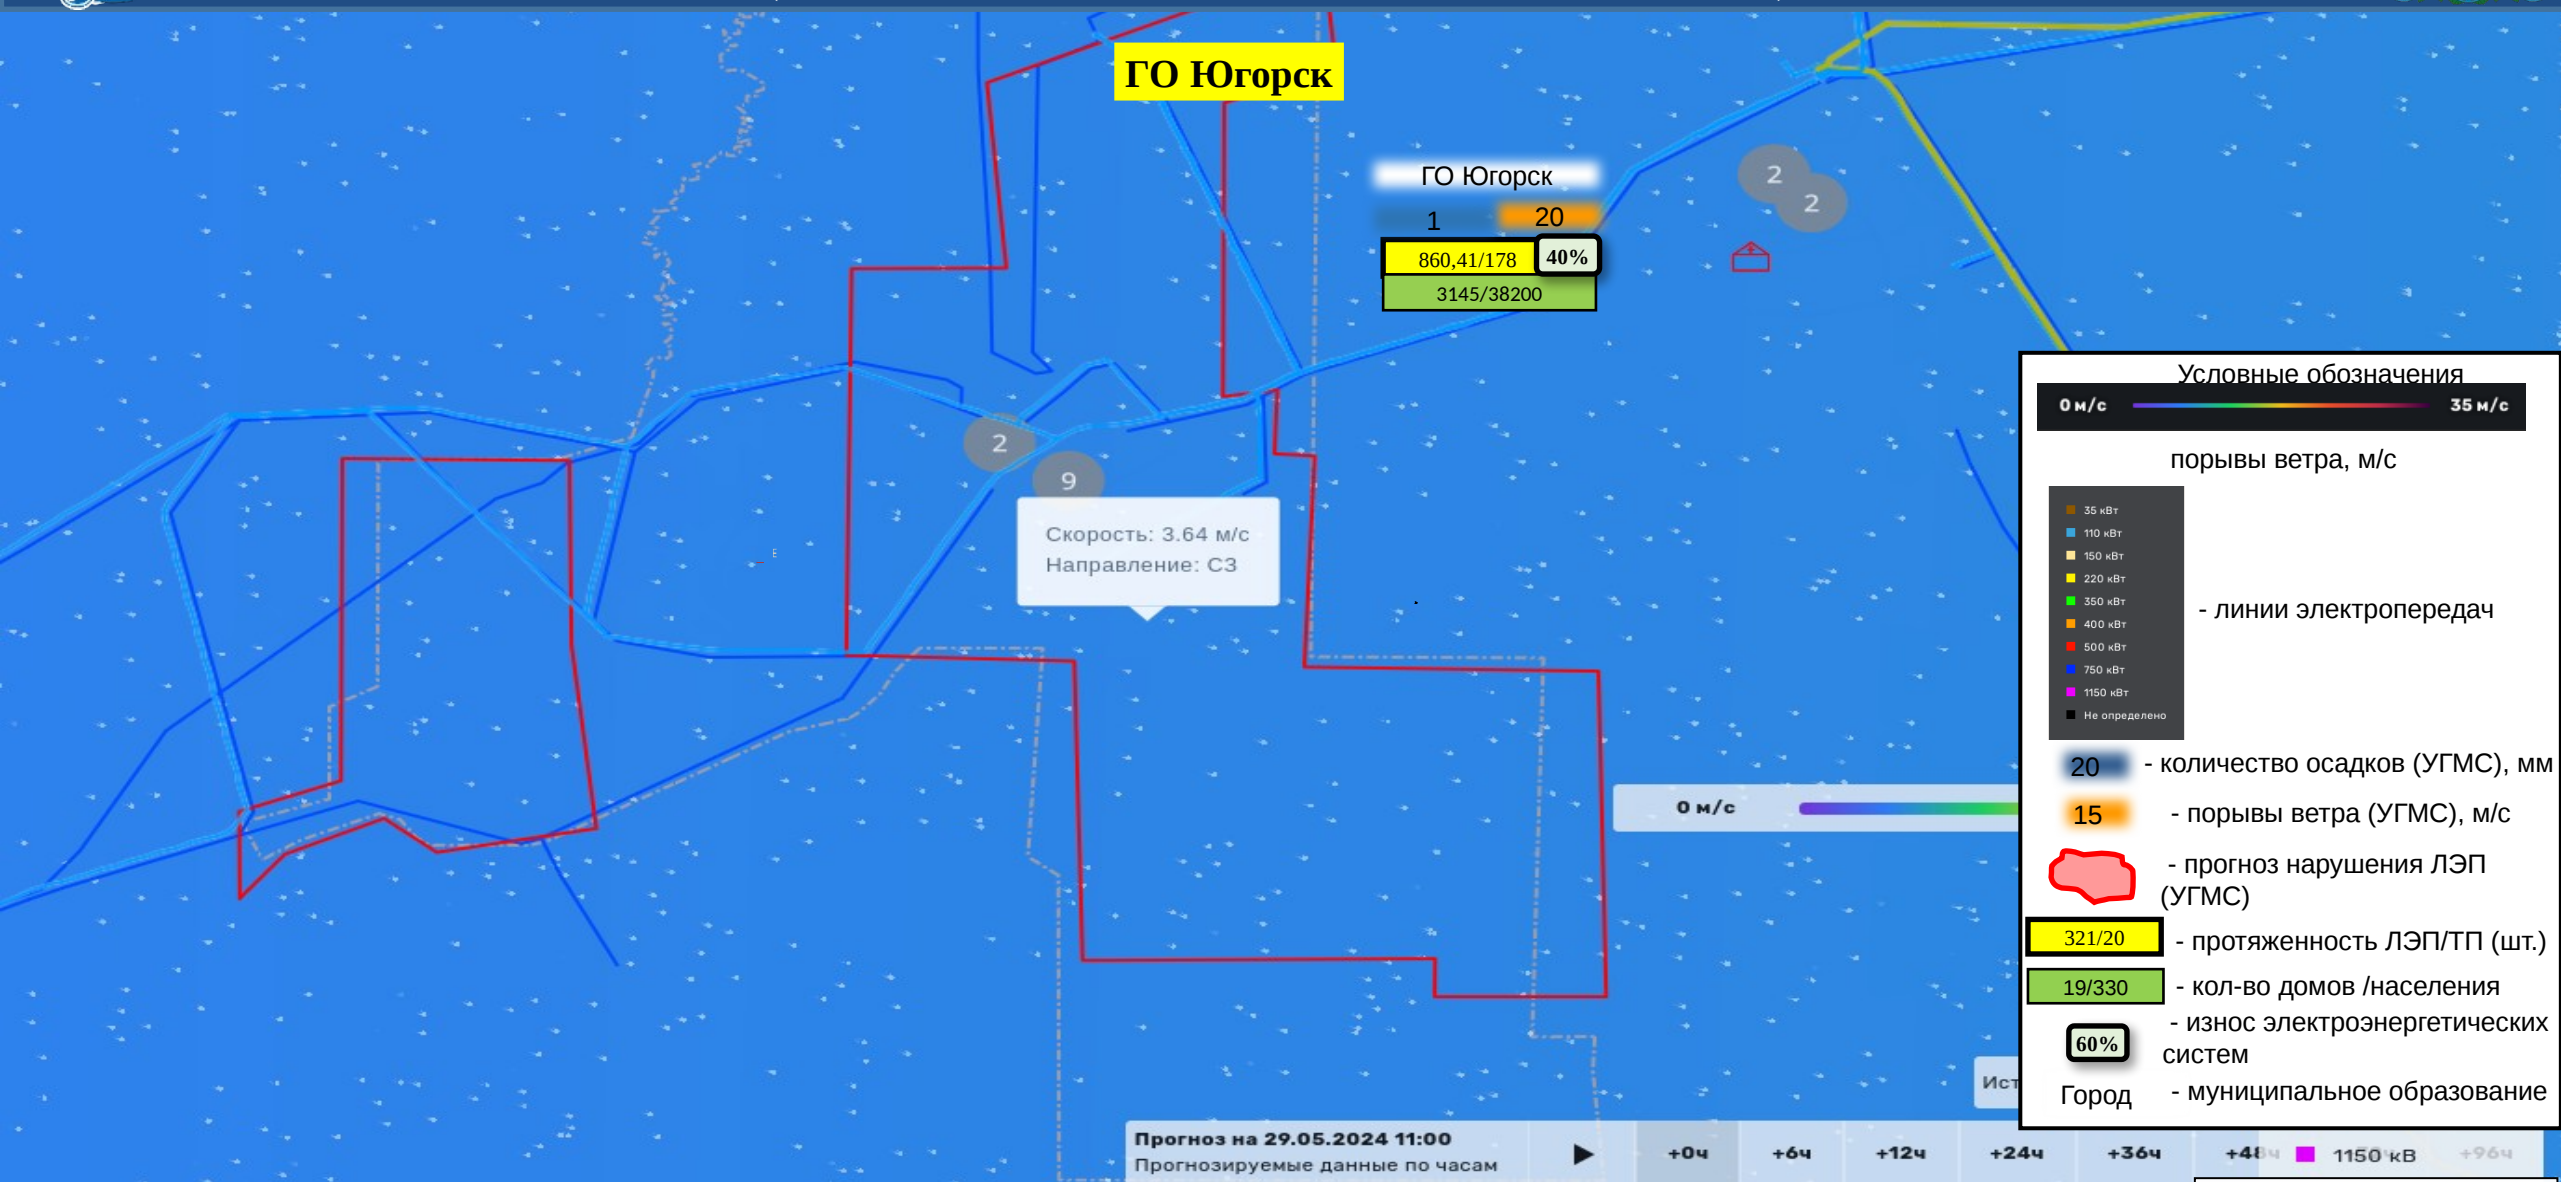 ГО Югорск
ГО Югорск
1
20
860,41/178
40%
3145/38200
2
2
2
9
Скорость: 3.64 м/с
Направление: СЗ
Е
Условные обозначения
0 м/с
35 м/с
порывы ветра, м/с
35 кВт
110 кВт
150 кВт
220 кВт
350 кВт
400 кВт
500 кВт
750 кВт
1150 кВт
Не определено
- линии электропередач
20
- количество осадков (УГМС), мм
15
- порывы ветра (УГМС), м/с
- прогноз нарушения ЛЭП
(УГМС)
321/20
- протяженность ЛЭП/ТП (шт.)
19/330
- кол-во домов /населения
60%
- износ электроэнергетических
систем
Город
- муниципальное образование
0 м/с
Ист
Прогноз на 29.05.2024 11:00
Прогнозируемые данные по часам
+0ч
+6ч
+12ч
+24ч
+36ч
+48ч
1150 кВ
+96ч